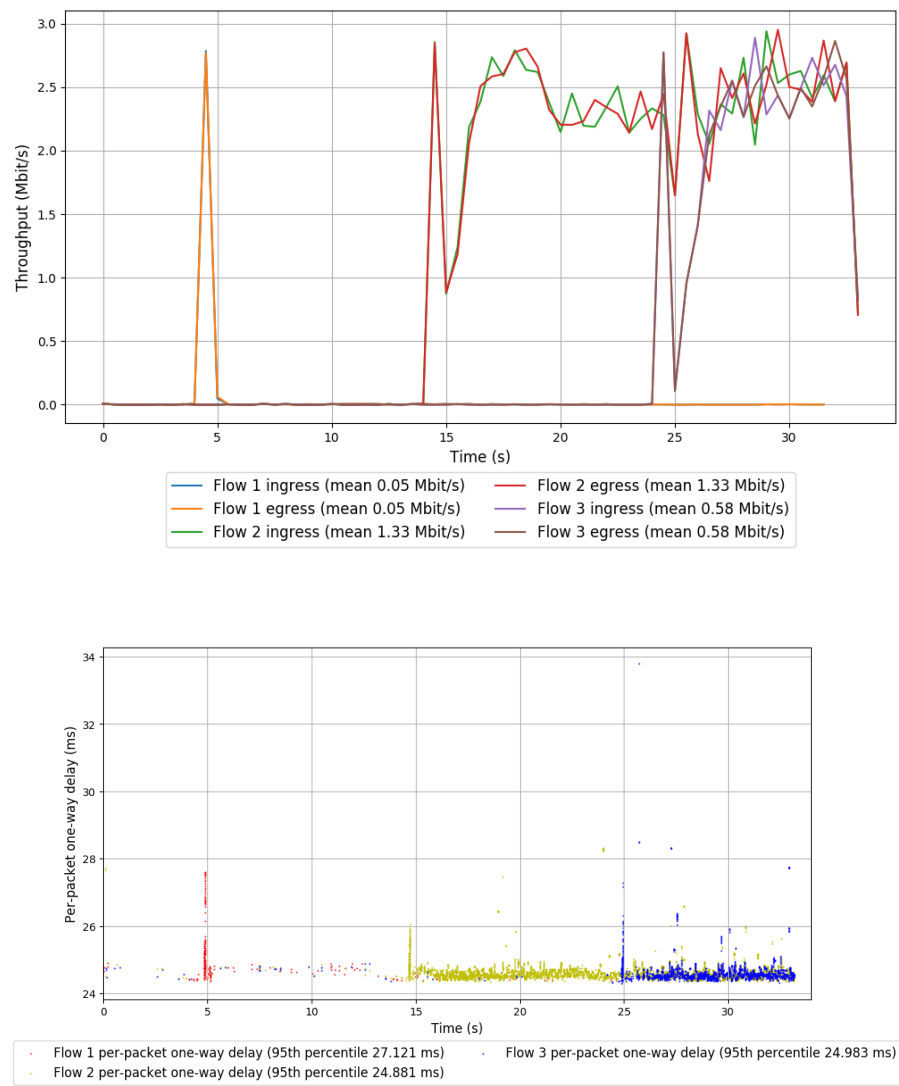 3.0
2.5
2.0
1.5
1.0
0.5
0.0
Throughput (Mbit/s)
0 5 10 15 20 25 30
Time (s)
Flow 1 ingress (mean 0.05 Mbit/s)
Flow 1 egress (mean 0.05 Mbit/s)
Flow 2 ingress (mean 1.33 Mbit/s)
Flow 2 egress (mean 1.33 Mbit/s)
Flow 3 ingress (mean 0.58 Mbit/s)
Flow 3 egress (mean 0.58 Mbit/s)
34
32
30
28
26
24
Per-packet one-way delay (ms)
0 5 10 15 20 25 30
Time (s)
Flow 1 per-packet one-way delay (95th percentile 27.121 ms)
Flow 2 per-packet one-way delay (95th percentile 24.881 ms)
Flow 3 per-packet one-way delay (95th percentile 24.983 ms)